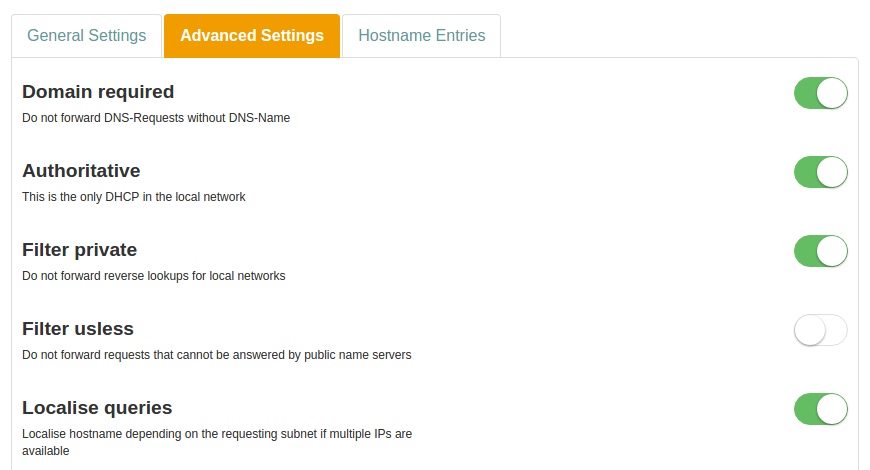 General Settings
Advanced Settings
Hostname Entries
Domain required
Do not forward DNS-Requests without DNS-Name
Authoritative
This is the only DHCP in the local network
Filter private
Do not forward reverse lookups for local networks
Filter usless
Do not forward requests that cannot be answered by public name servers
Localise queries
Localise hostname depending on the requesting subnet if multiple IPs are
available